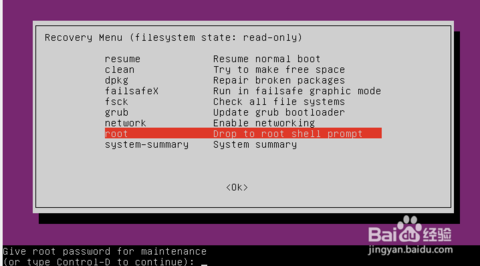 Recovery Menu (filesystem state: read-only)
resume Resume normal boot
clean Try to make free space
dpkg Repair broken packages
failsafeX Run in failsafe graphic mode
fsck Check all file systems
grub Update grub bootloader
network Enable networking
root Drop to root shell prompt
system-summary System summary
<Ok>
Baidu 经验
jingyan.baidu.com
Give root password for maintenance
(or type Control-D to continue): _